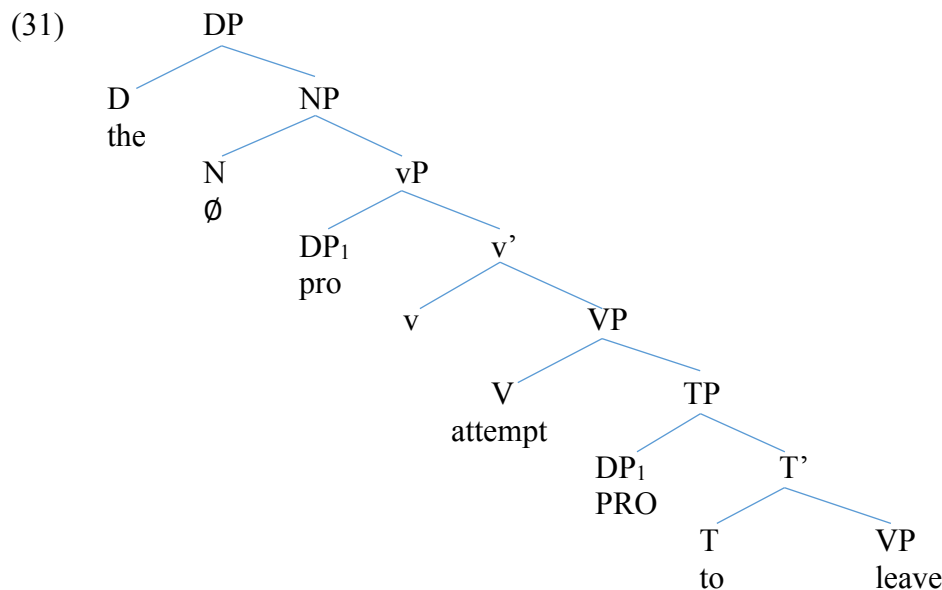 (31) DP
D NP
the
N vP
∅
DP₁ v’
pro
v VP
V TP
attempt
DP₁ T’
PRO
T VP
to leave